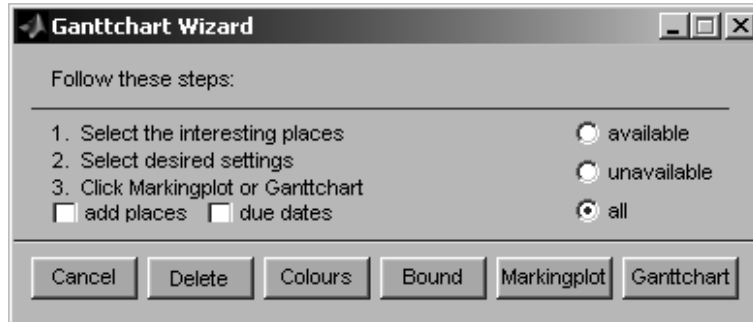 Ganttchart Wizard
Follow these steps:
1. Select the interesting places
2. Select desired settings
3. Click Markingplot or Ganttchart
add places due dates
available
unavailable
all
Cancel Delete Colours Bound Markingplot Ganttchart